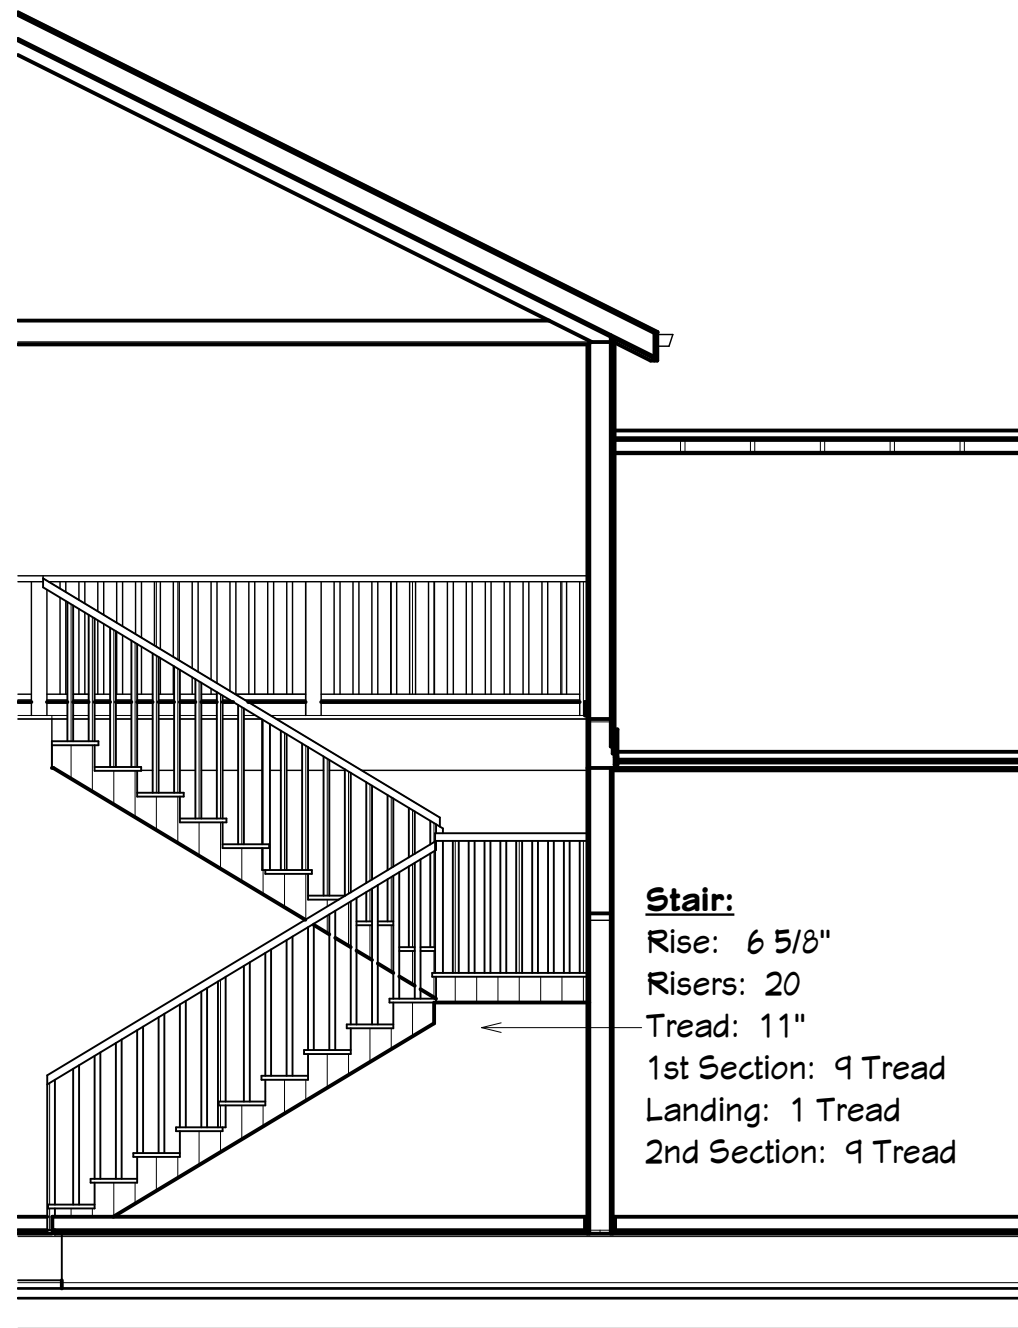 Stair:
Rise: 6 5/8"
Risers: 20
Tread: 11"
1st Section: 9 Tread
Landing: 1 Tread
2nd Section: 9 Tread